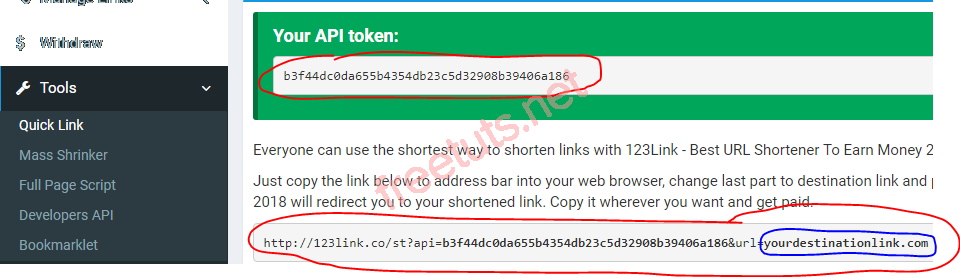 Manage Links
$ Withdraw
Tools
Quick Link
Mass Shrinker
Full Page Script
Developers API
Bookmarklet
Your API token:
b3f44dc0da655b4354db23c5d32908b39406a186
freetuts.net
Everyone can use the shortest way to shorten links with 123Link - Best URL Shortener To Earn Money 2
Just copy the link below to address bar into your web browser, change last part to destination link and p
2018 will redirect you to your shortened link. Copy it wherever you want and get paid.
http://123link.co/st?api=b3f44dc0da655b4354db23c5d32908b39406a186&url=yourdestinationlink.com